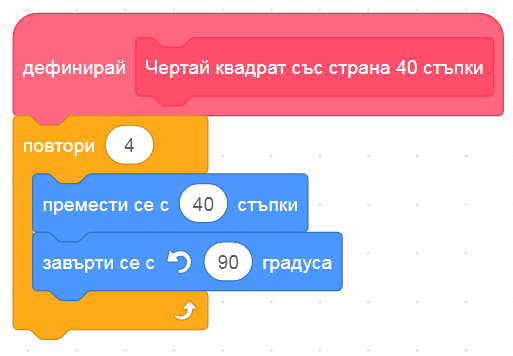 дефинирай Чертай квадрат със страна 40 стъпки
повтори 4
премести се с 40 стъпки
завърти се с 90 градуса